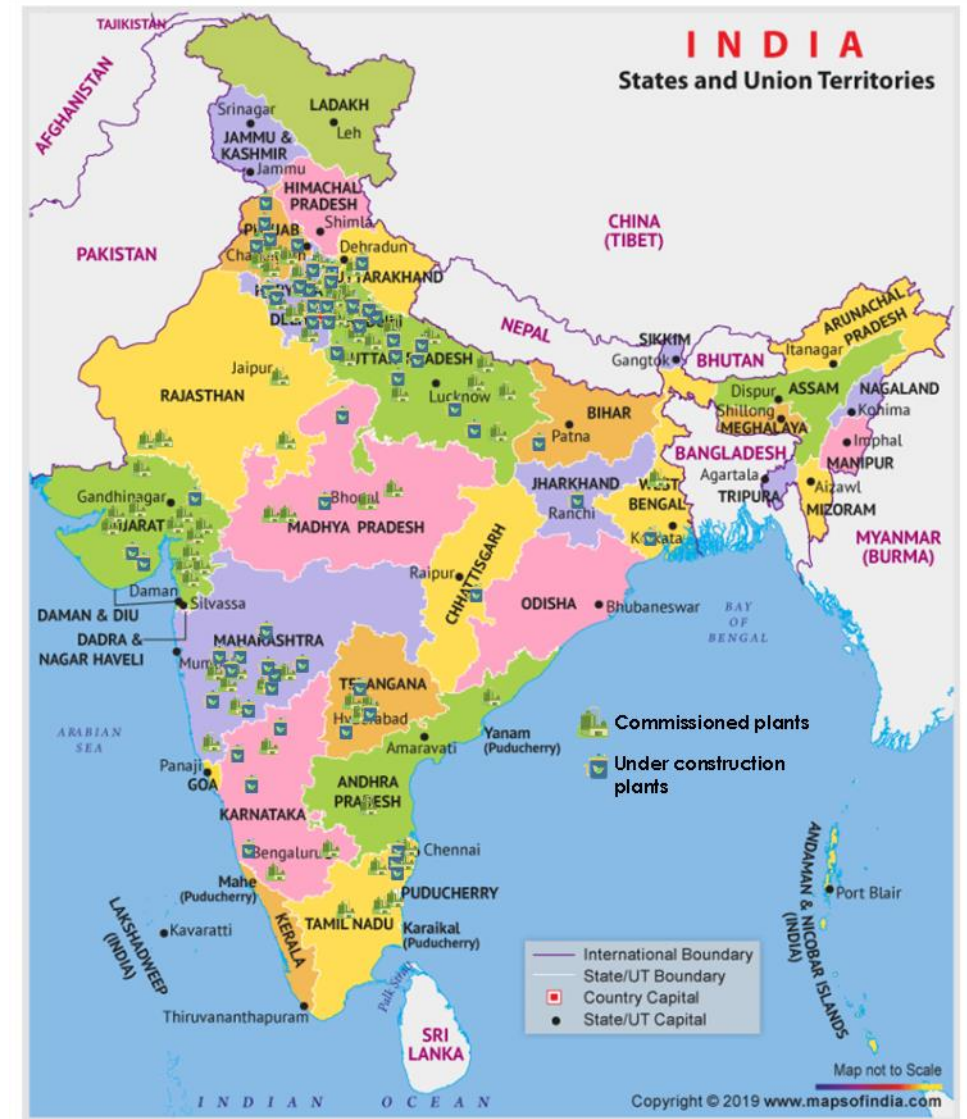 TAJIKISTAN
INDIA
States and Union Territories
AFGHANISTAN
LADAKH
Srinagar
Leh
JAMMU &
KASHMIR
Jammu
HIMACHAL
PRADESH
Shimla
CHINA
(TIBET)
PAKISTAN
Dehradun
UTTARAKHAND
NEPAL
SIKKIM
Gangtok
BHUTAN
ARUNACHAL
PRADESH
Itanagar
Jaipur
RAJASTHAN
Lucknow
BIHAR
Patna
Dispur
ASSAM
NAGALAND
Shillong
MEGHALAYA
Kohima
Imphal
MANIPUR
BANGLADESH
Agartala
TRIPURA
Aizawl
MIZORAM
MYANMAR
(BURMA)
Gandhinagar
MADHYA PRADESH
JHARKHAND
Ranchi
WEST
BENGAL
Kolkata
Raipur
CHHATTISGARH
ODISHA
Bhubaneswar
BAY
OF
BENGAL
Daman
Silvassa
DAMAN & DIU
DADRA &
NAGAR HAVELI
MAHARASHTRA
ARABIAN
SEA
Amaravati
Yanam
(Puducherry)
Commissioned plants
Under construction
plants
Panaji
GOA
KARNATAKA
ANDHRA
PRADESH
Bengaluru
Chennai
Mahe
(Puducherry)
PUDUCHERRY
TAMIL NADU
Karaikal
(Puducherry)
KERALA
LAKSHADWEEP
(INDIA)
Kavaratti
Thiruvananthapuram
Palk Strait
SRI
LANKA
ANDAMAN & NICOBAR ISLANDS
(INDIA)
Port Blair
International Boundary
State/UT Boundary
Country Capital
State/UT Capital
INDIAN OCEAN
Map not to Scale
Copyright © 2019 www.mapsofindia.com